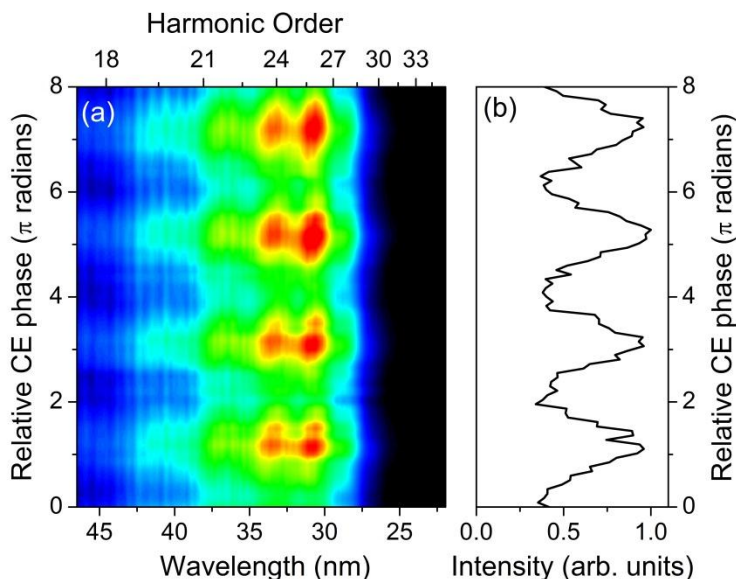 Harmonic Order
18 21 24 27 30 33
(a)
(b)
8
6
4
2
0
Relative CE phase (π radians)
45 40 35 30 25
Wavelength (nm)
0.0 0.5 1.0
Intensity (arb. units)
8
6
4
2
0
Relative CE phase (π radians)